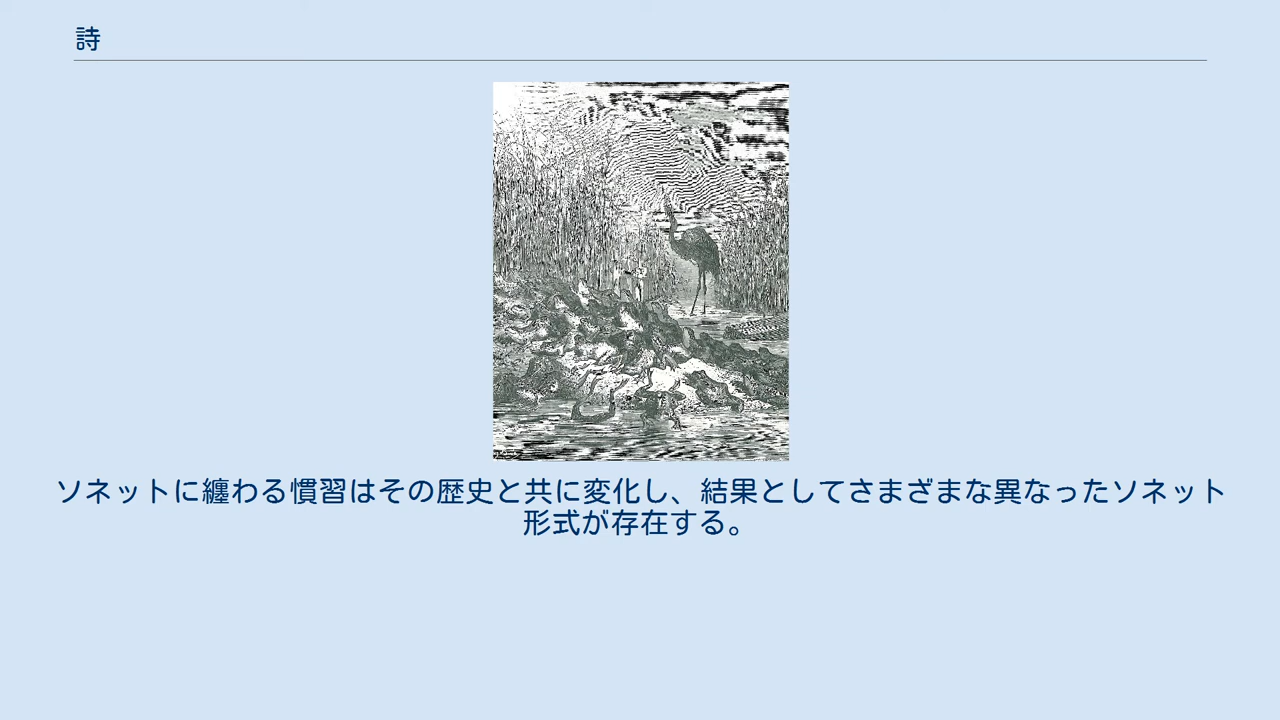 詩
ソネットに纏わる慣習はその歴史と共に変化し、結果としてさまざまな異なったソネット
形式が存在する。